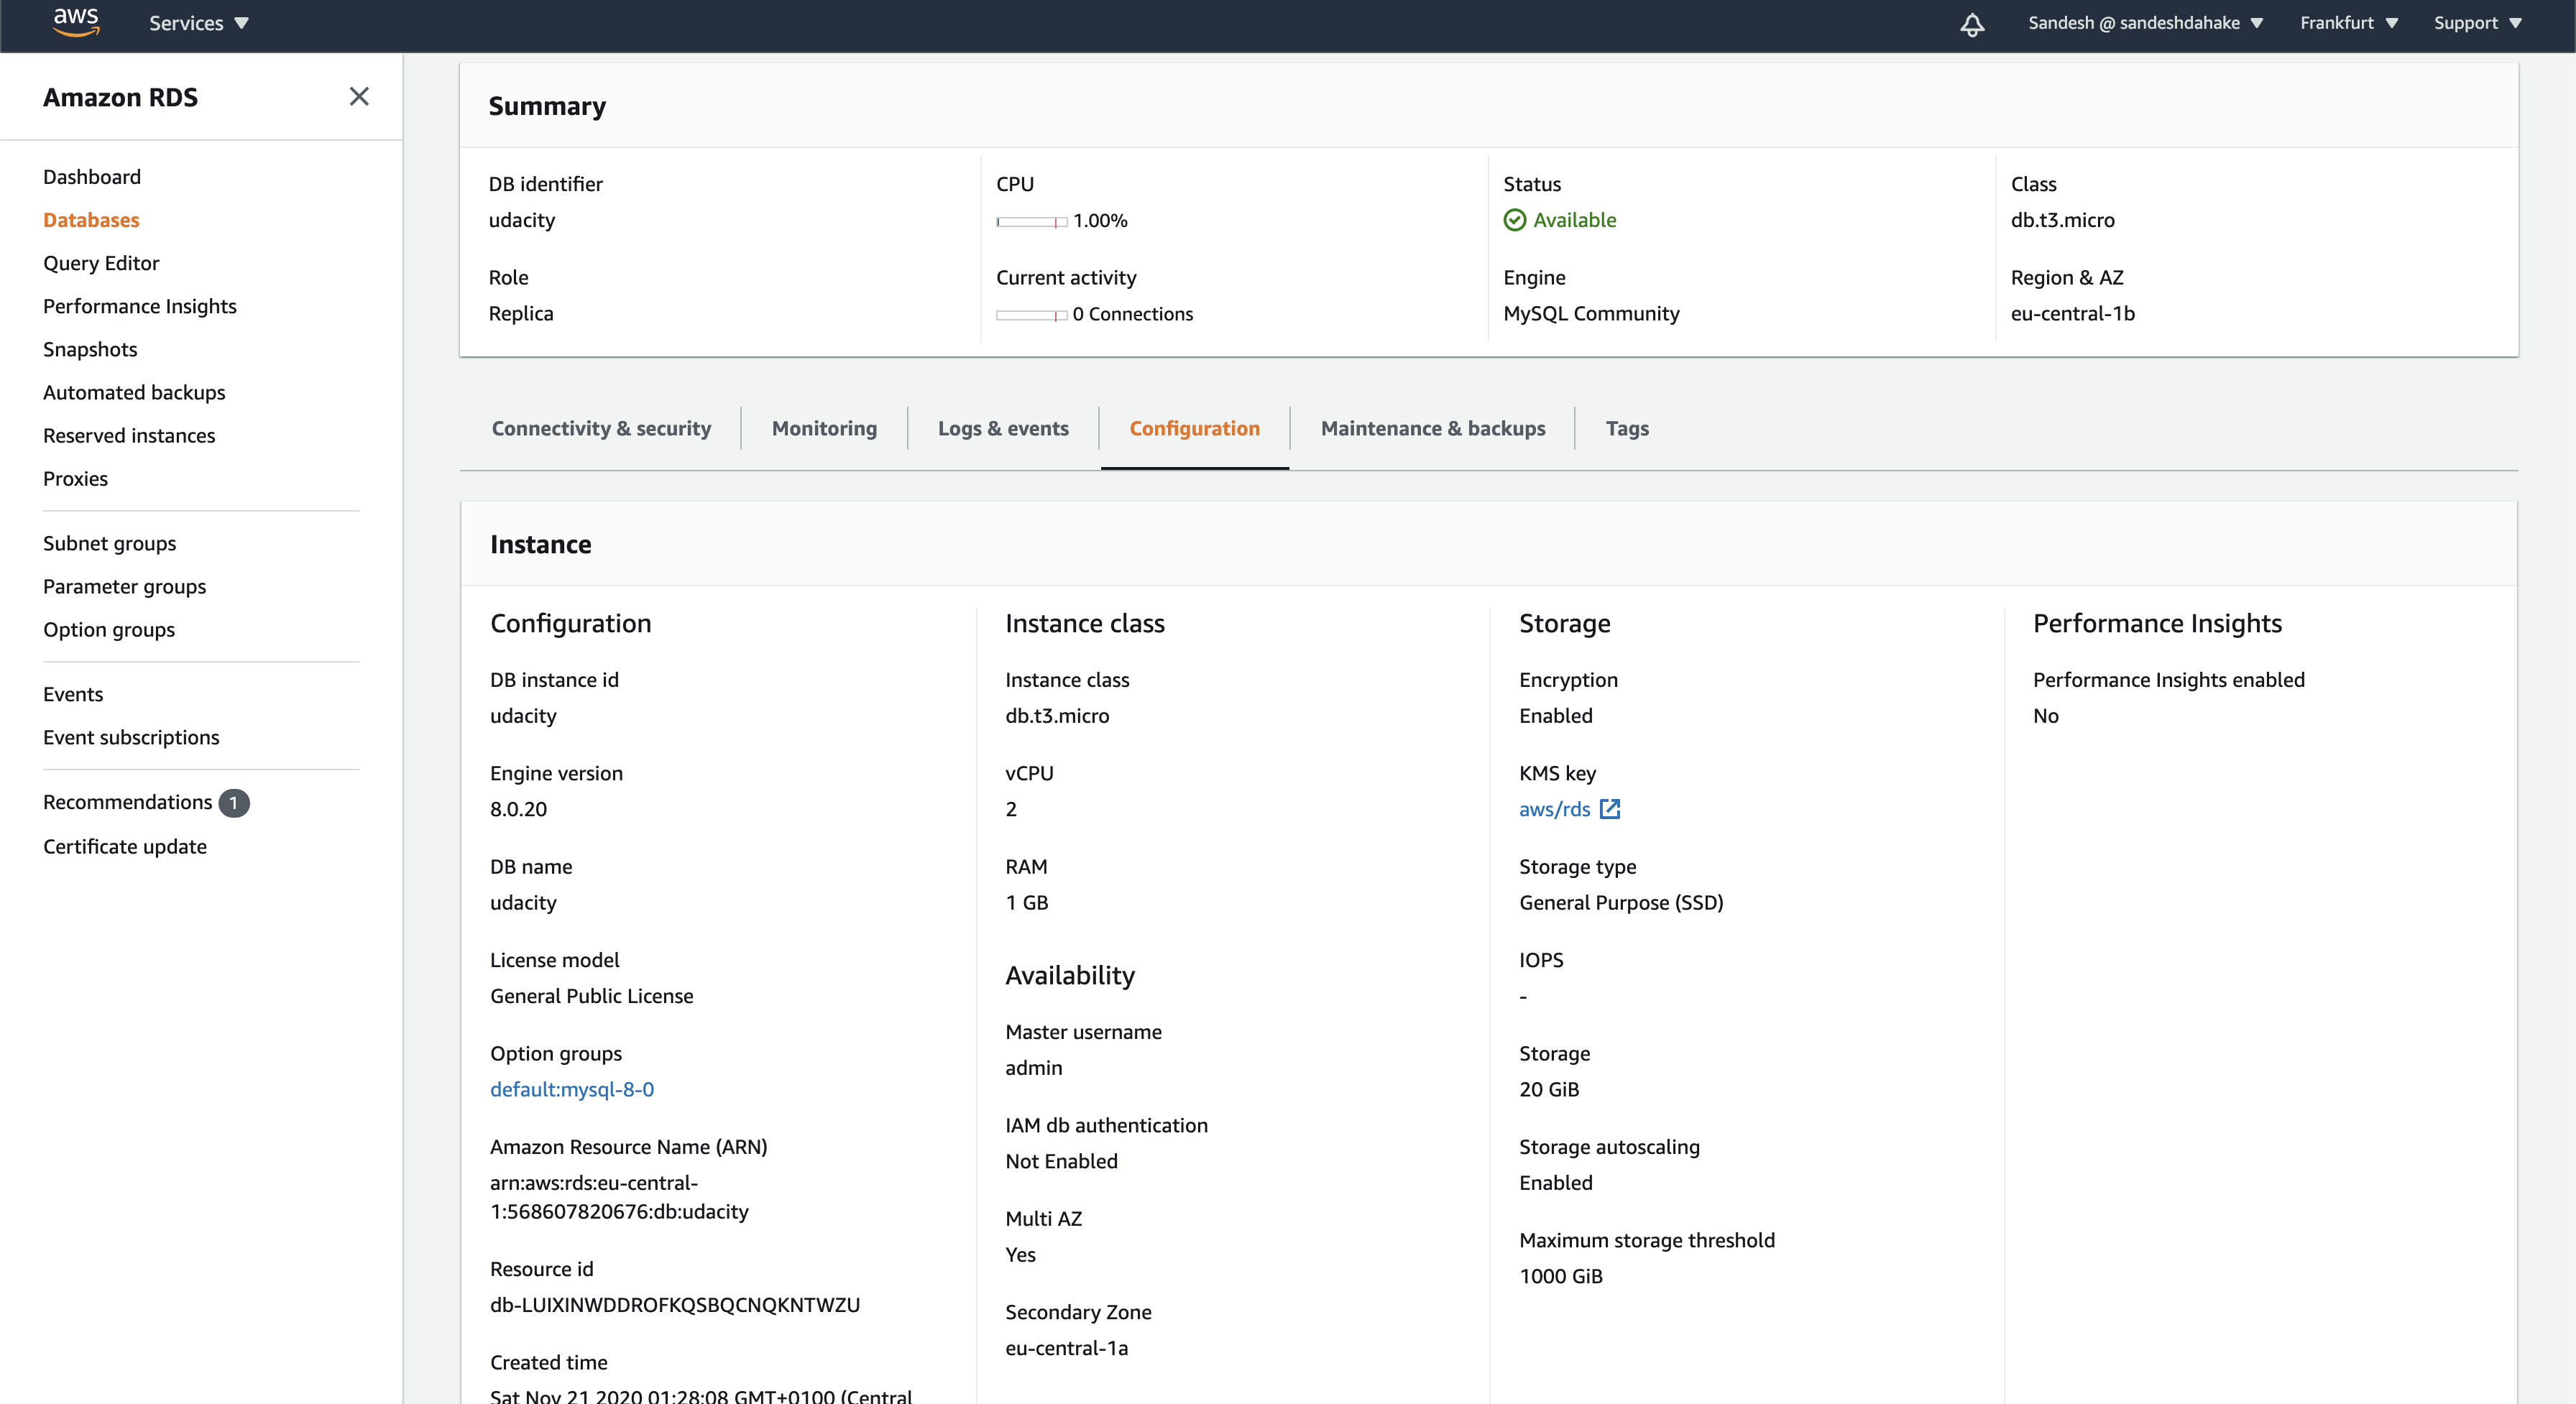 aws
Services
Sandesh @ sandeshdahake
Frankfurt
Support
Amazon RDS
Dashboard
Databases
Query Editor
Performance Insights
Snapshots
Automated backups
Reserved instances
Proxies
Subnet groups
Parameter groups
Option groups
Events
Event subscriptions
Recommendations 1
Certificate update
Summary
DB identifier
udacity
Role
Replica
CPU
1.00%
Current activity
0 Connections
Status
Available
Engine
MySQL Community
Class
db.t3.micro
Region & AZ
eu-central-1b
Connectivity & security
Monitoring
Logs & events
Configuration
Maintenance & backups
Tags
Instance
Configuration
DB instance id
udacity
Engine version
8.0.20
DB name
udacity
License model
General Public License
Option groups
default:mysql-8-0
Amazon Resource Name (ARN)
arn:aws:rds:eu-central-
1:568607820676:db:udacity
Resource id
db-LUIXINWDDROFKQSBQCNQKNTWZU
Created time
Sat Nov 21 2020 01:28:08 GMT+0100 (Central
Instance class
Instance class
db.t3.micro
vCPU
2
RAM
1 GB
Availability
Master username
admin
IAM db authentication
Not Enabled
Multi AZ
Yes
Secondary Zone
eu-central-1a
Storage
Encryption
Enabled
KMS key
aws/rds
Storage type
General Purpose (SSD)
IOPS
-
Storage
20 GiB
Storage autoscaling
Enabled
Maximum storage threshold
1000 GiB
Performance Insights
Performance Insights enabled
No